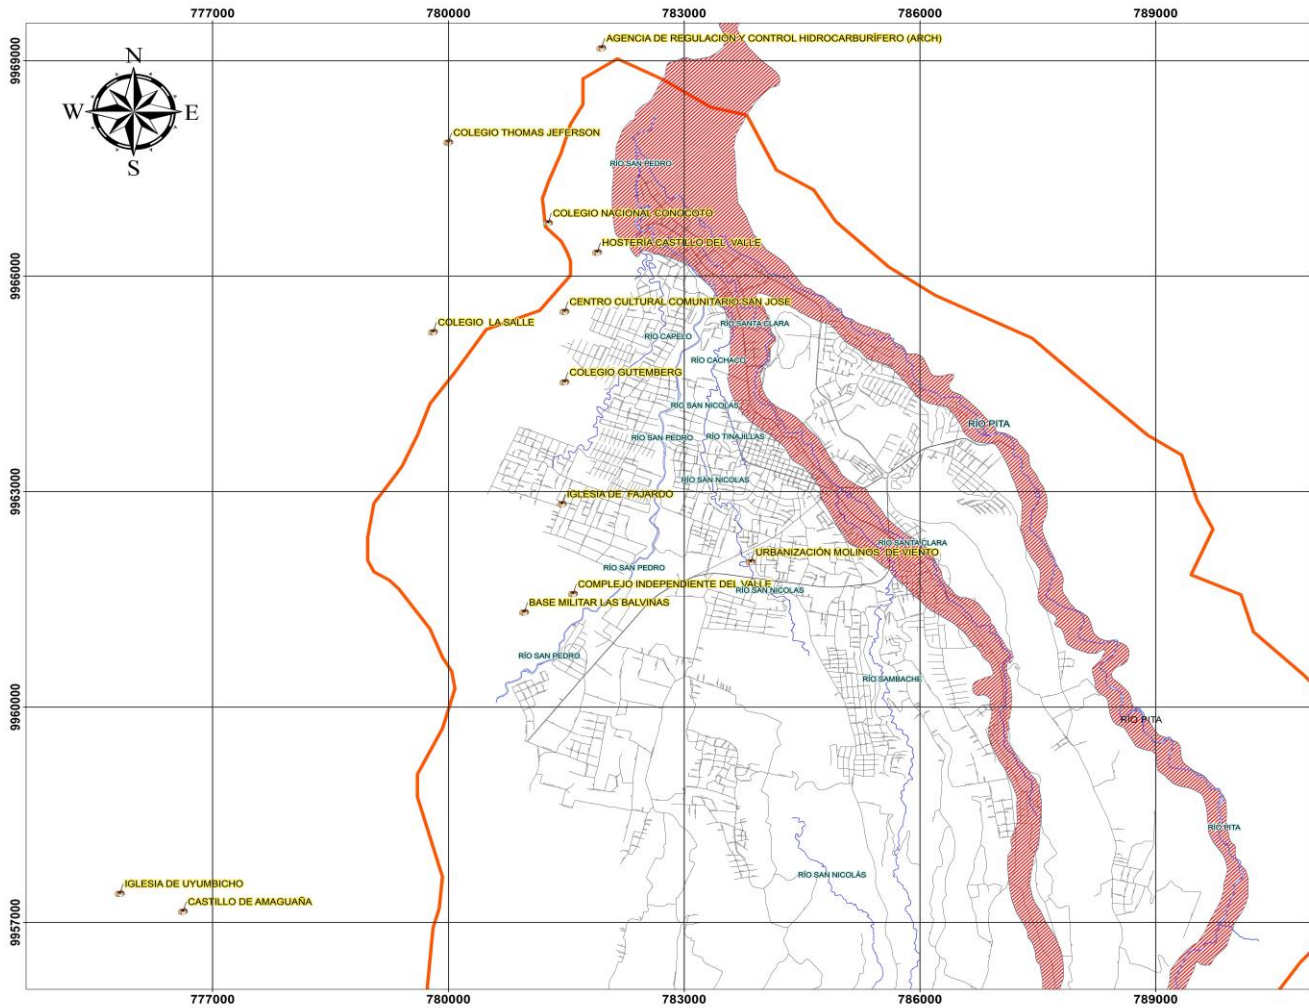 777000 780000 783000 786000 789000
AGENCIA DE REGULACIÓN Y CONTROL HIDROCARBURÍFERO (ARCH)
9969000
N
W E
S
COLEGIO THOMAS JEFERSON
RÍO SAN PEDRO
COLEGIO NACIONAL CONOCOTO
HOSTERÍA CASTILLO DEL VALLE
9966000
CENTRO CULTURAL COMUNITARIO SAN JOSE
COLEGIO LA SALLE
RÍO SANTA CLARA
RÍO CAPELO
RÍO CACHACO
COLEGIO GUTEMBERG
RÍO SAN NICOLÁS
RÍO PITA
RÍO SAN PEDRO
RÍO TINAJILLAS
RÍO SAN NICOLAS
9963000
IGLESIA DE FAJARDO
RÍO SANTA CLARA
URBANIZACIÓN MOLINOS DE VIENTO
RÍO SAN PEDRO
COMPLEJO INDEPENDIENTE DEL VALLE
RÍO SAN NICOLAS
BASE MILITAR LAS BALVINAS
RÍO SAN PEDRO
RÍO SAMBACHE
9960000
RÍO PITA
RÍO PITA
RÍO SAN NICOLÁS
IGLESIA DE UYUMBICHO
CASTILLO DE AMAGUAÑA
9957000
777000 780000 783000 786000 789000